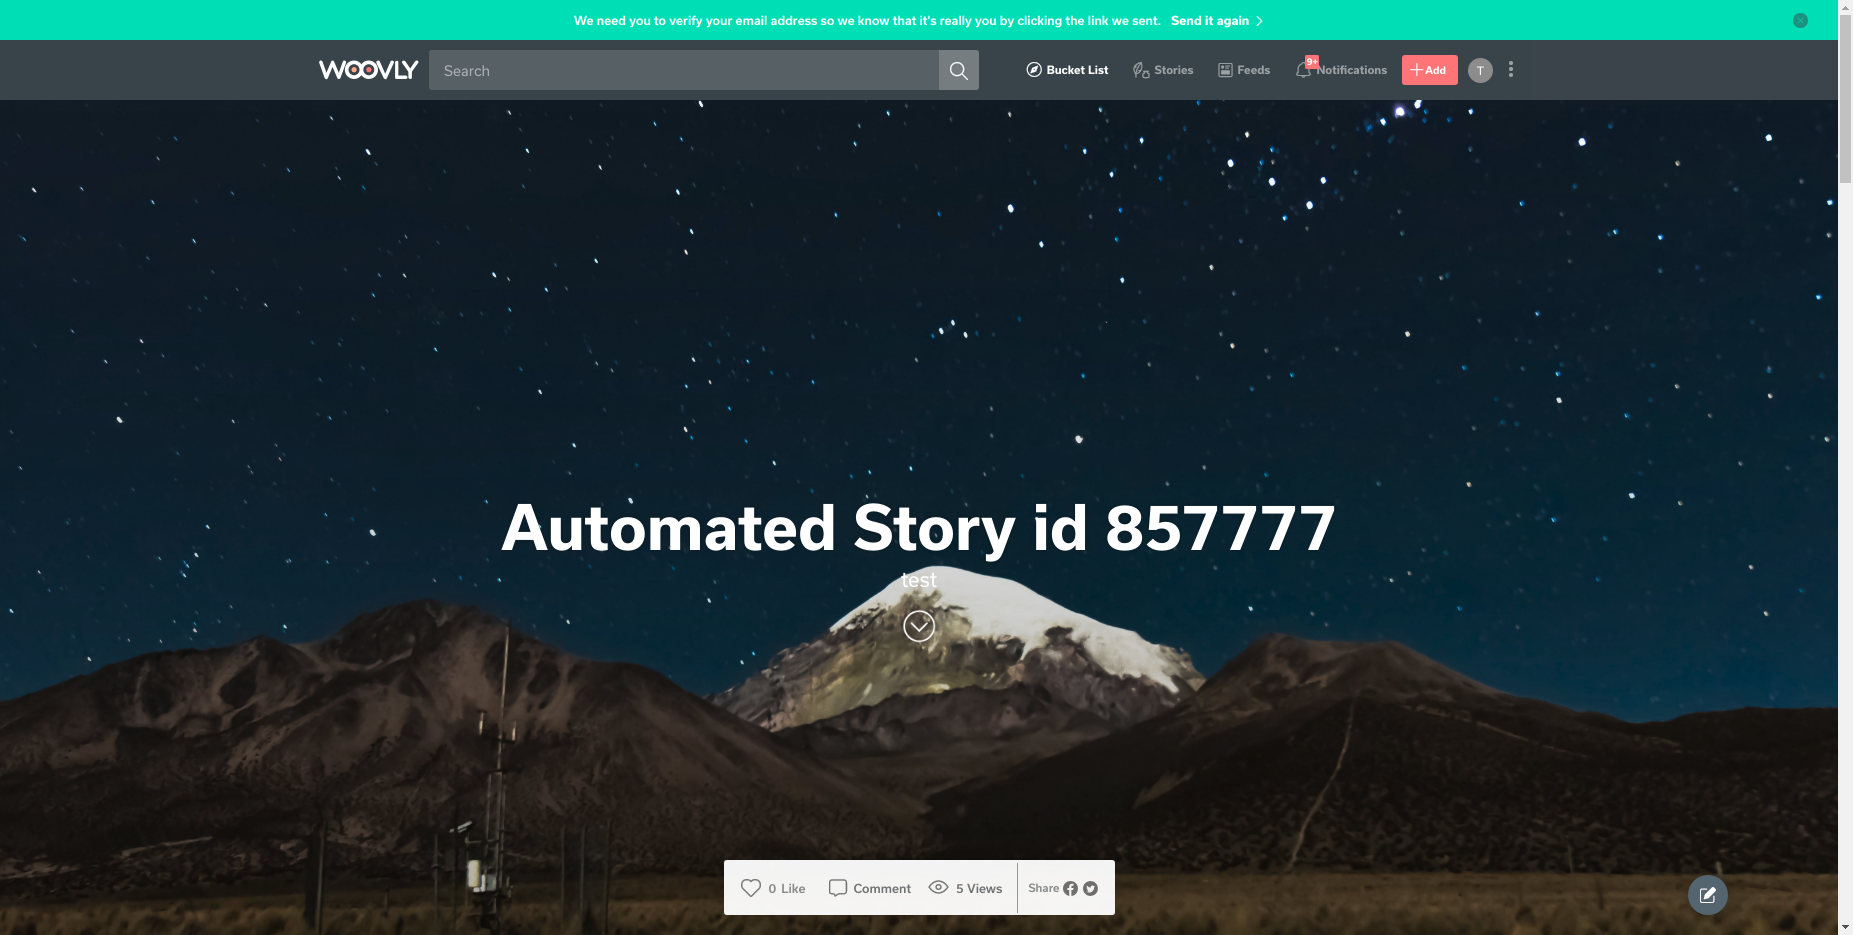 We need you to verify your email address so we know that it's really you by clicking the link we sent. Send it again
WOOVLY
Search
Bucket List
Stories
Feeds
9+
Notifications
Add
T
Automated Story id 857777
test
0 Like
Comment
5 Views
Share